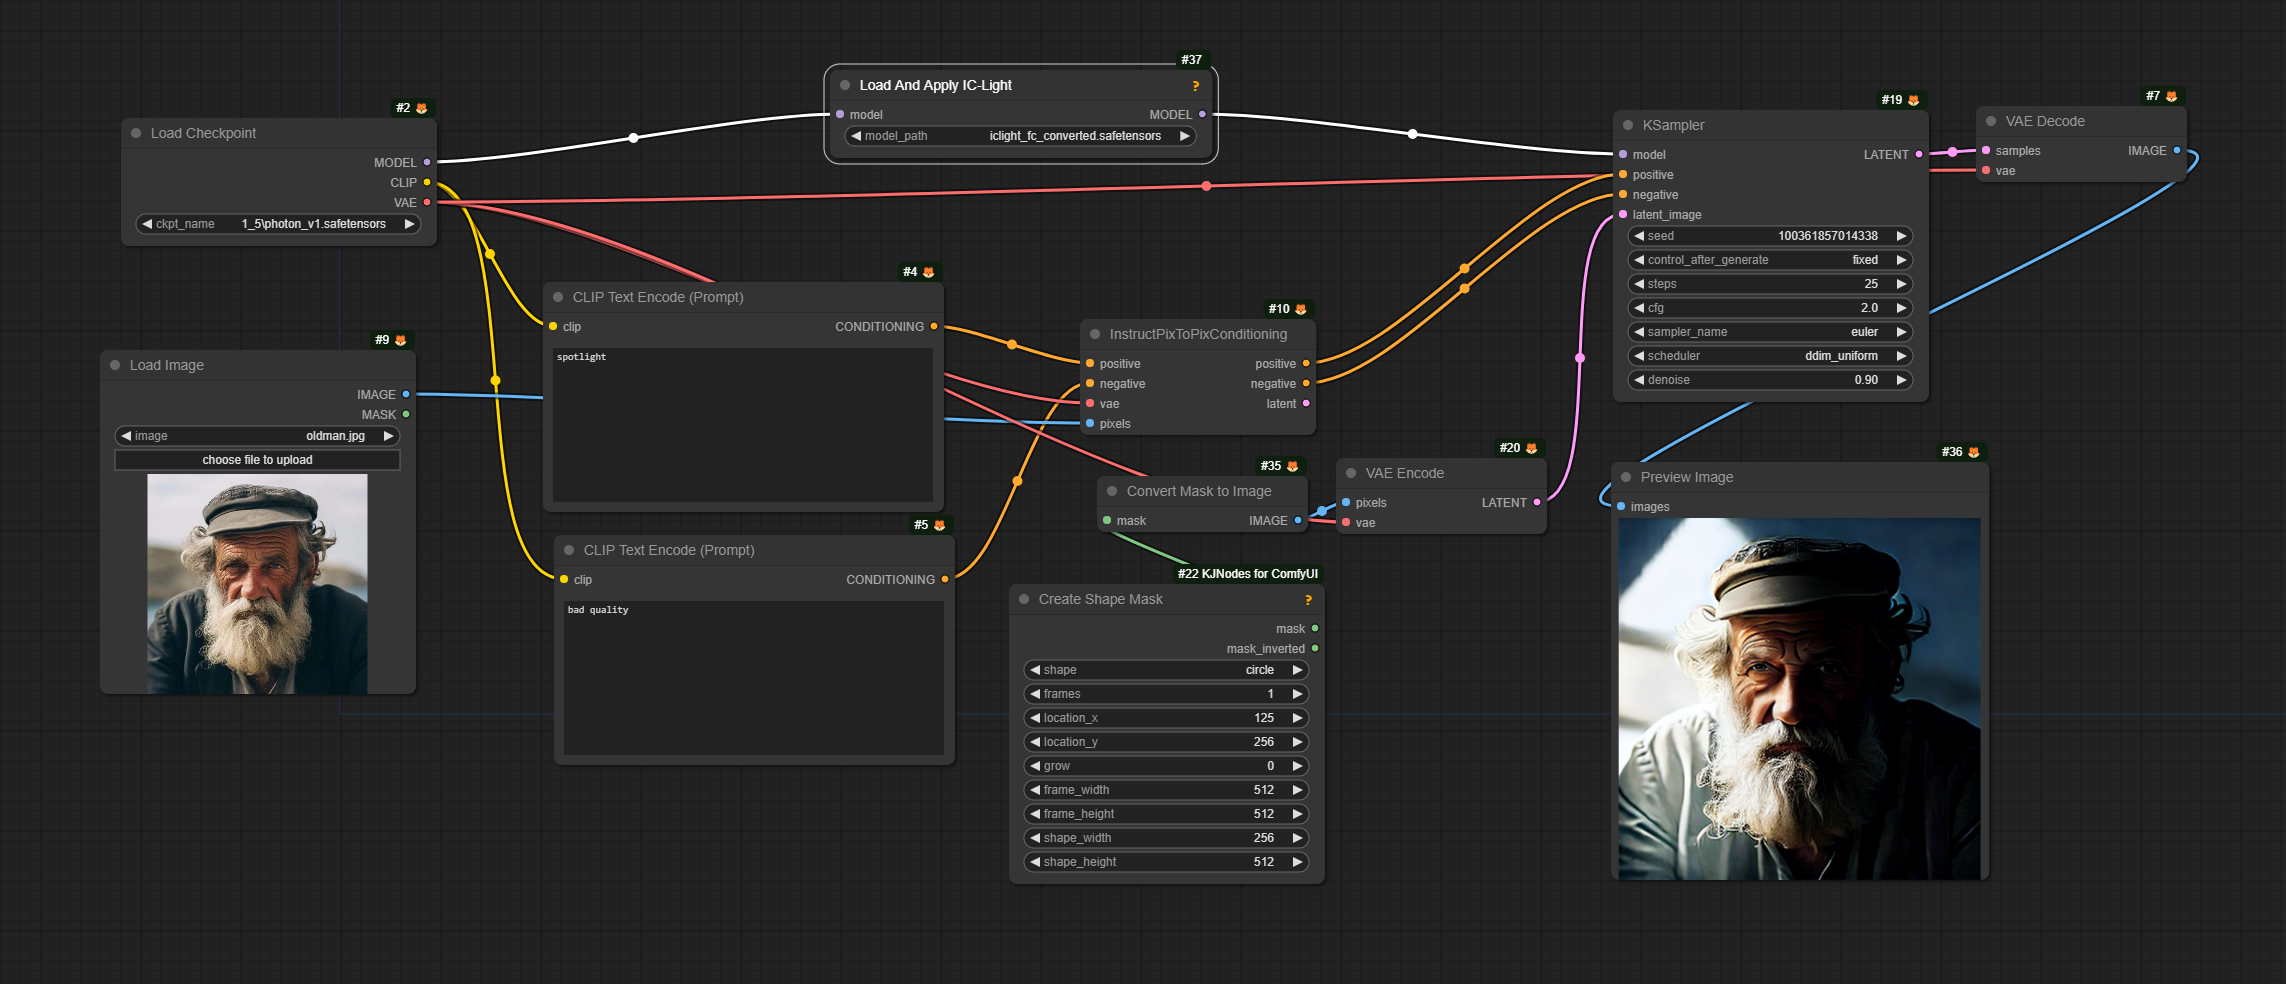 #2
Load Checkpoint
MODEL
CLIP
VAE
ckpt_name 1_5\photon_v1.safetensors
#9
Load Image
IMAGE
MASK
image oldman.jpg
choose file to upload
#4
CLIP Text Encode (Prompt)
clip CONDITIONING
spotlight
#5
CLIP Text Encode (Prompt)
clip CONDITIONING
bad quality
#37
Load And Apply IC-Light ?
model MODEL
model_path iclight_fc_converted.safetensors
#10
InstructPixToPixConditioning
positive positive
negative negative
vae latent
pixels
#35
Convert Mask to Image
mask IMAGE
#20
VAE Encode
pixels LATENT
vae
#22 KJNodes for ComfyUI
Create Shape Mask ?
mask
mask_inverted
shape circle
frames 1
location_x 125
location_y 256
grow 0
frame_width 512
frame_height 512
shape_width 256
shape_height 512
#19
KSampler
model LATENT
positive
negative
latent_image
seed 100361857014338
control_after_generate fixed
steps 25
cfg 2.0
sampler_name euler
scheduler ddim_uniform
denoise 0.90
#7
VAE Decode
samples IMAGE
vae
#36
Preview Image
images